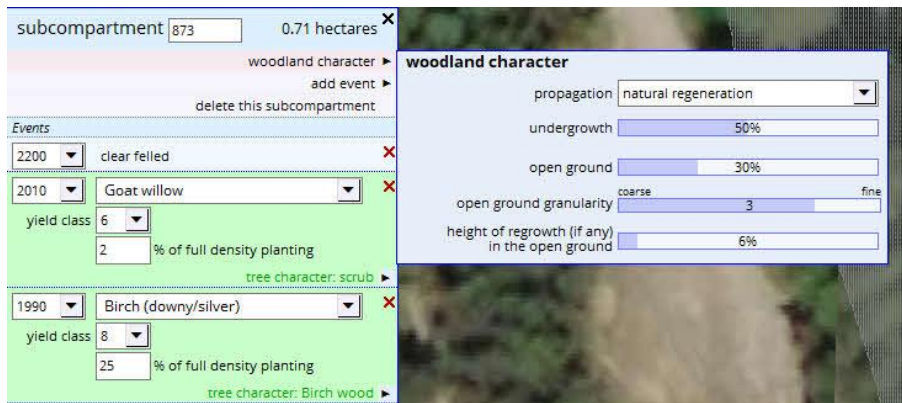 subcompartment 873 0.71 hectares ×
woodland character ►
add event ►
delete this subcompartment
Events
2200 ▼ clear felled ×
2010 ▼ Goat willow ▼ ×
yield class 6 ▼
2 % of full density planting
tree character: scrub ►
1990 ▼ Birch (downy/silver) ▼ ×
yield class 8 ▼
25 % of full density planting
tree character: Birch wood ►
woodland character
propagation natural regeneration ▼
undergrowth 50%
open ground 30%
coarse fine
open ground granularity 3
height of regrowth (if any)
in the open ground 6%